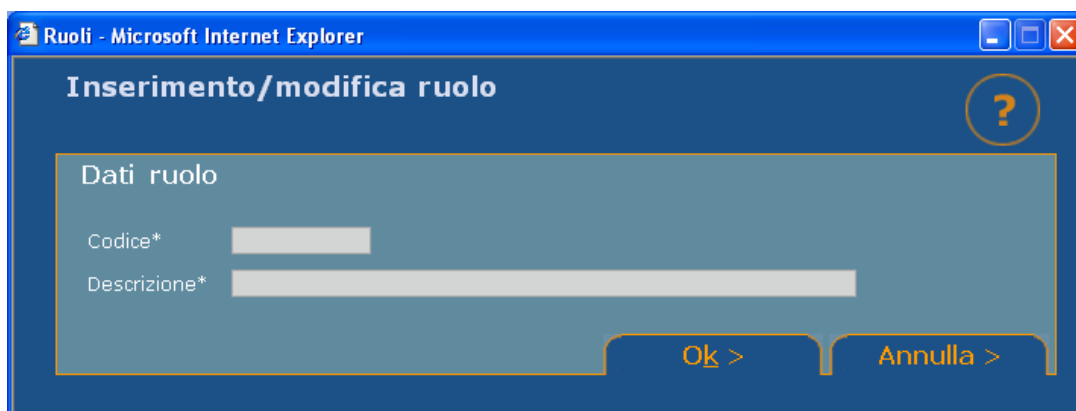 Ruoli - Microsoft Internet Explorer
Inserimento/modifica ruolo
?
Dati ruolo
Codice*
Descrizione*
Ok > Annulla >